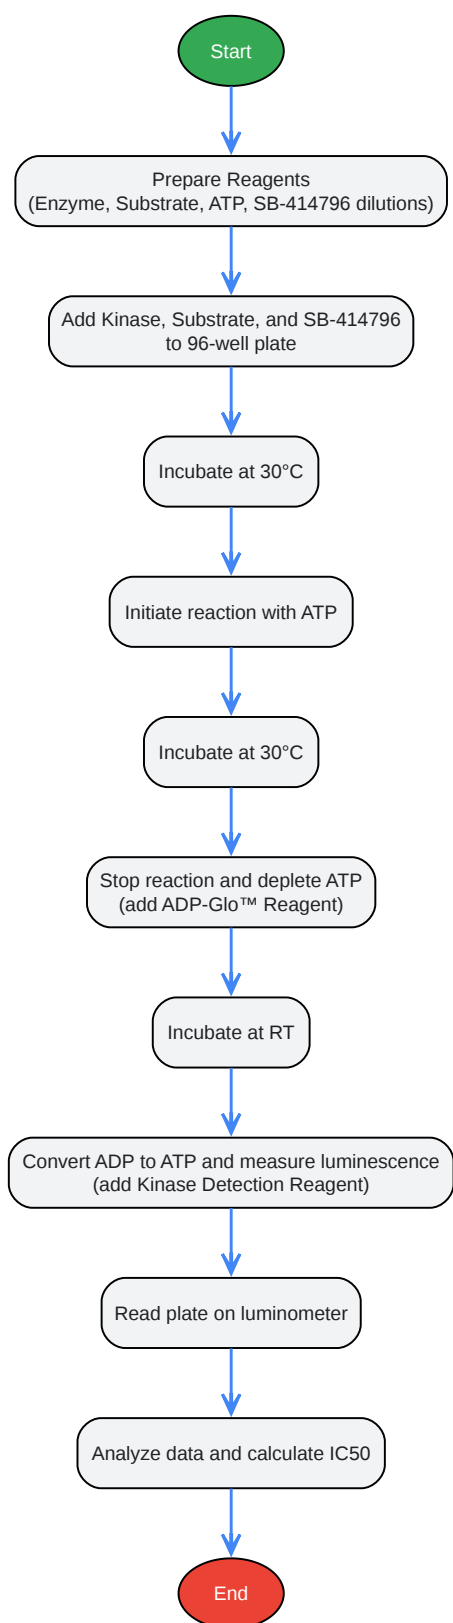 Start
Prepare Reagents
(Enzyme, Substrate, ATP, SB-414796 dilutions)
Add Kinase, Substrate, and SB-414796
to 96-well plate
Incubate at 30°C
Initiate reaction with ATP
Incubate at 30°C
Stop reaction and deplete ATP
(add ADP-Glo™ Reagent)
Incubate at RT
Convert ADP to ATP and measure luminescence
(add Kinase Detection Reagent)
Read plate on luminometer
Analyze data and calculate IC50
End